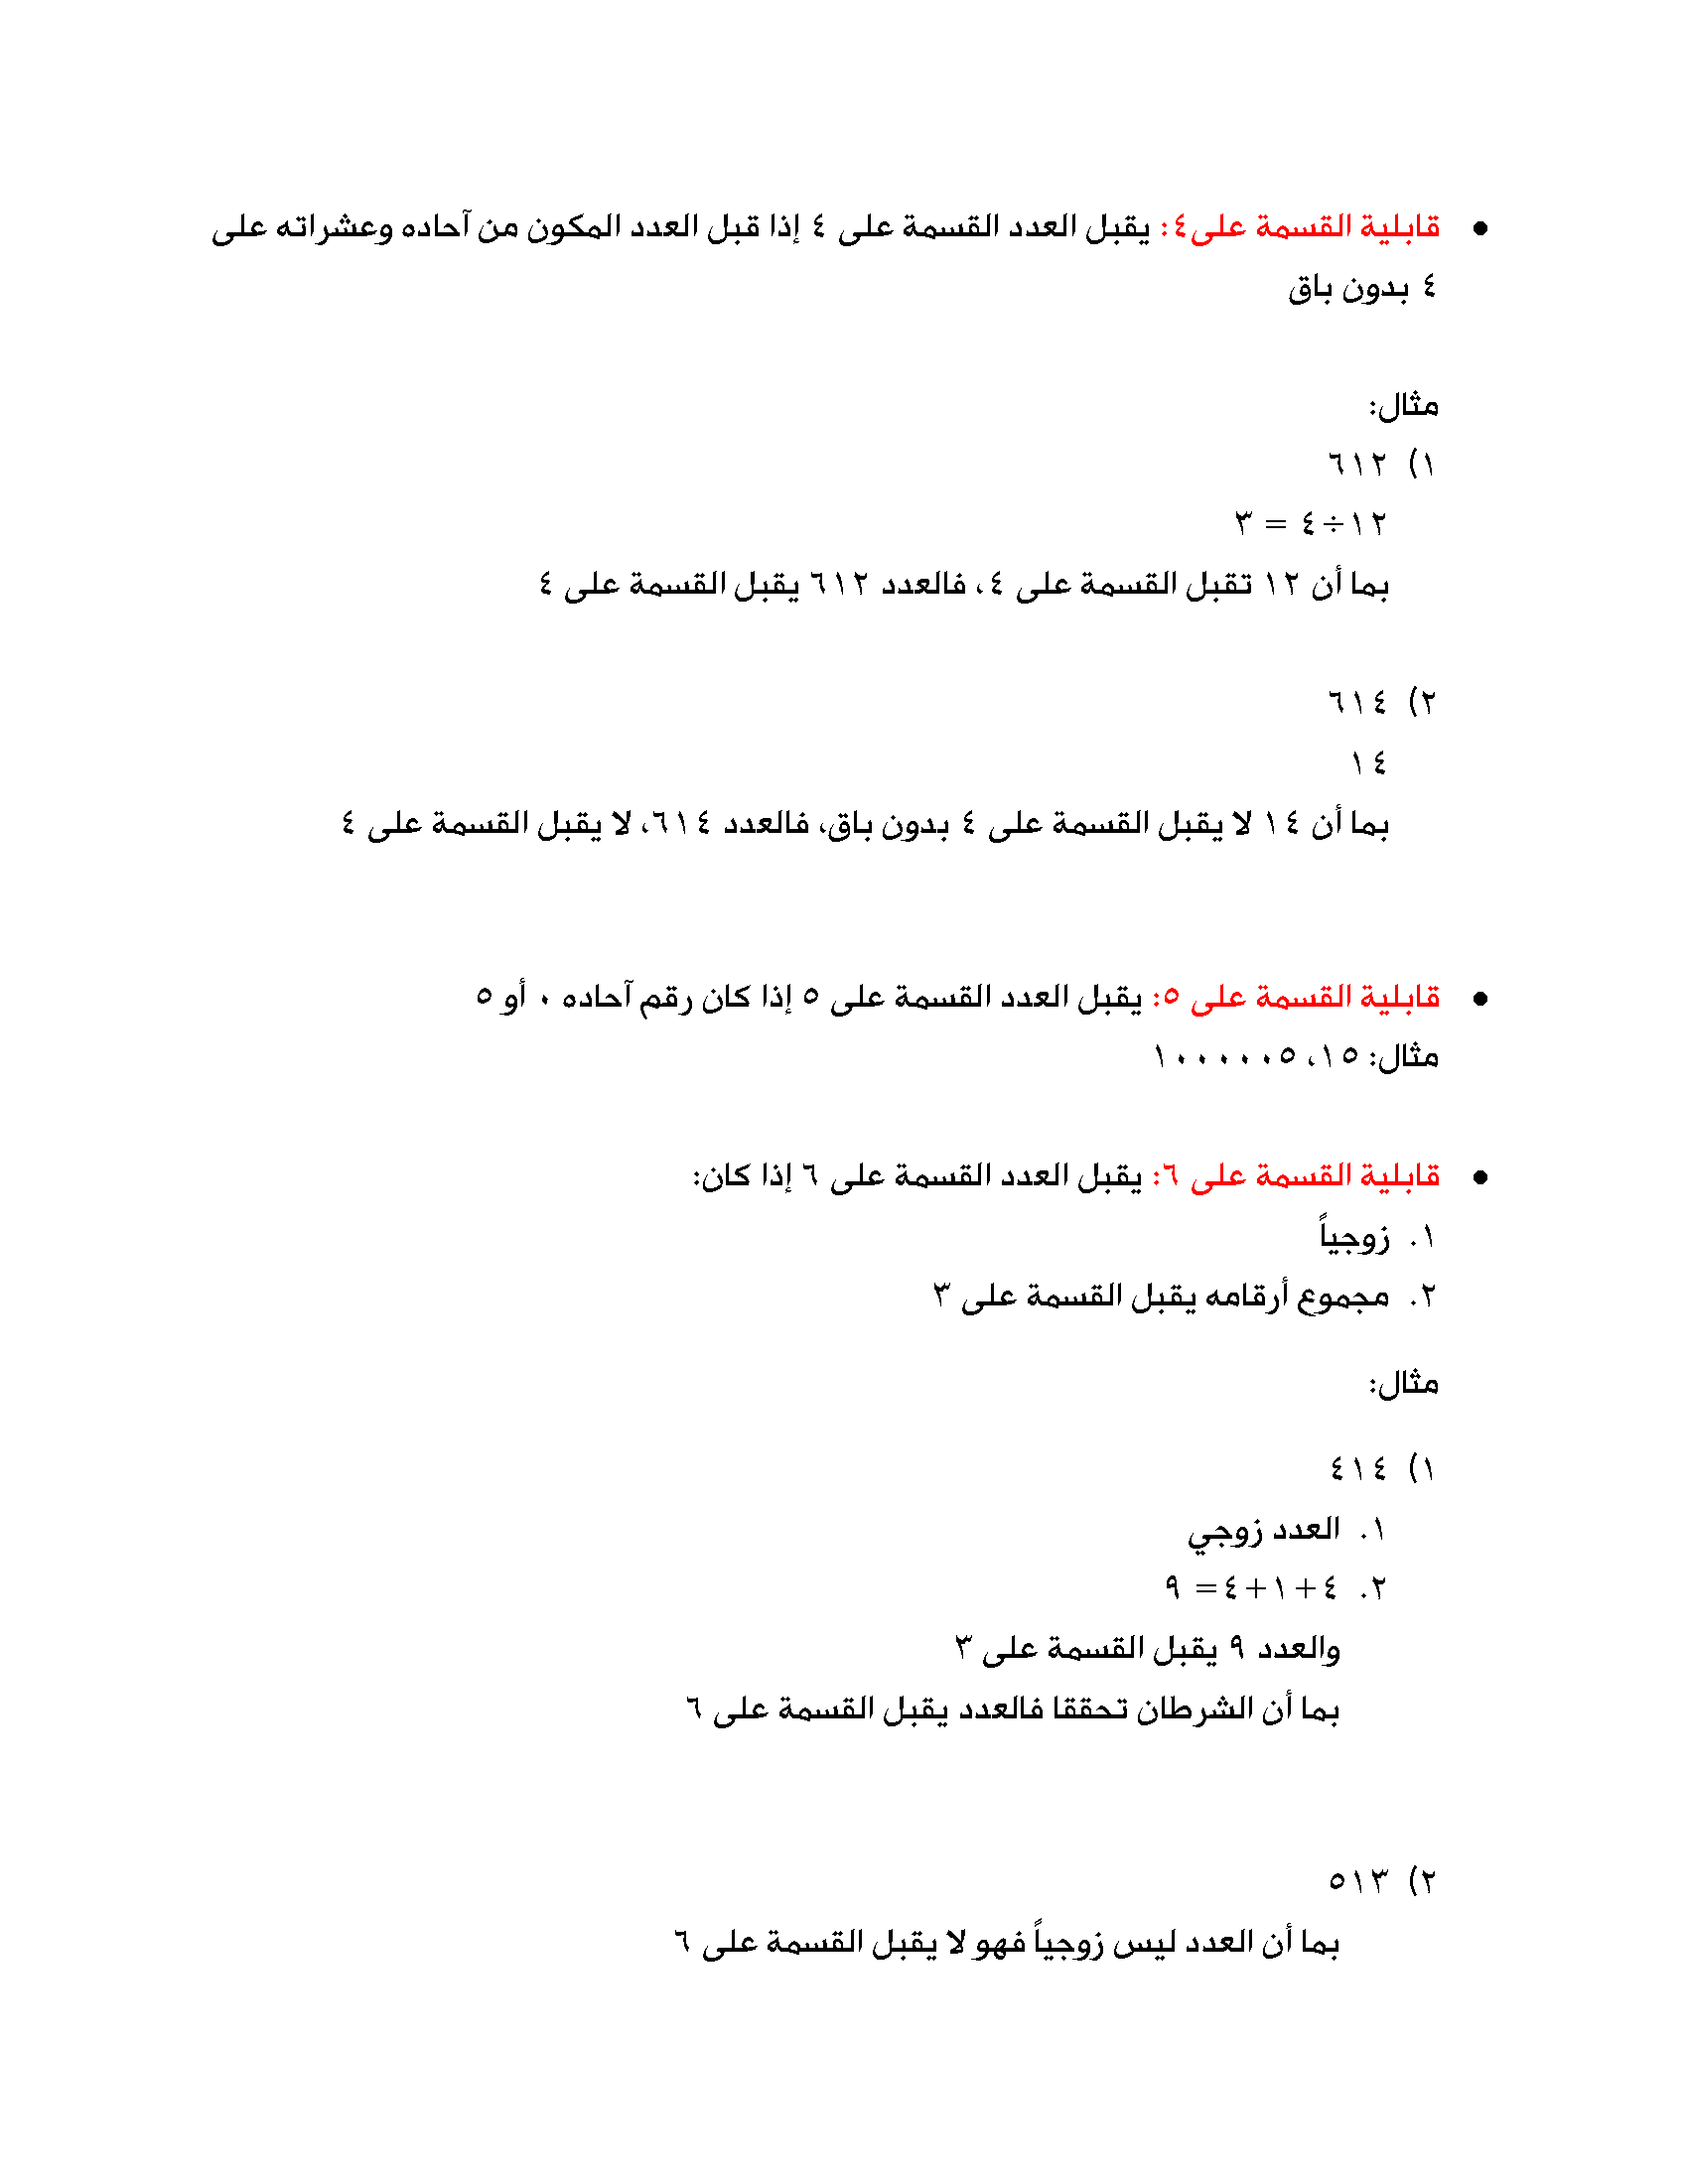 • قابلية القسمة على٤: يقبل العدد القسمة على ٤ إذا قبل العدد المكون من آحاده وعشراته على
٤ بدون باق
مثال:
١) ٦١٢
١٢÷٤ = ٣
بما أن ١٢ تقبل القسمة على ٤، فالعدد ٦١٢ يقبل القسمة على ٤
٢) ٦١٤
١٤
بما أن ١٤ لا يقبل القسمة على ٤ بدون باق، فالعدد ٦١٤، لا يقبل القسمة على ٤
• قابلية القسمة على ٥: يقبل العدد القسمة على ٥ إذا كان رقم آحاده ٠ أو ٥
مثال: ١٥، ١٠٠٠٠٠٥
• قابلية القسمة على ٦: يقبل العدد القسمة على ٦ إذا كان:
١. زوجياً
٢. مجموع أرقامه يقبل القسمة على ٣
مثال:
١) ٤١٤
١. العدد زوجي
٢. ٤+١+٤= ٩
والعدد ٩ يقبل القسمة على ٣
بما أن الشرطان تحققا فالعدد يقبل القسمة على ٦
٢) ٥١٣
بما أن العدد ليس زوجياً فهو لا يقبل القسمة على ٦